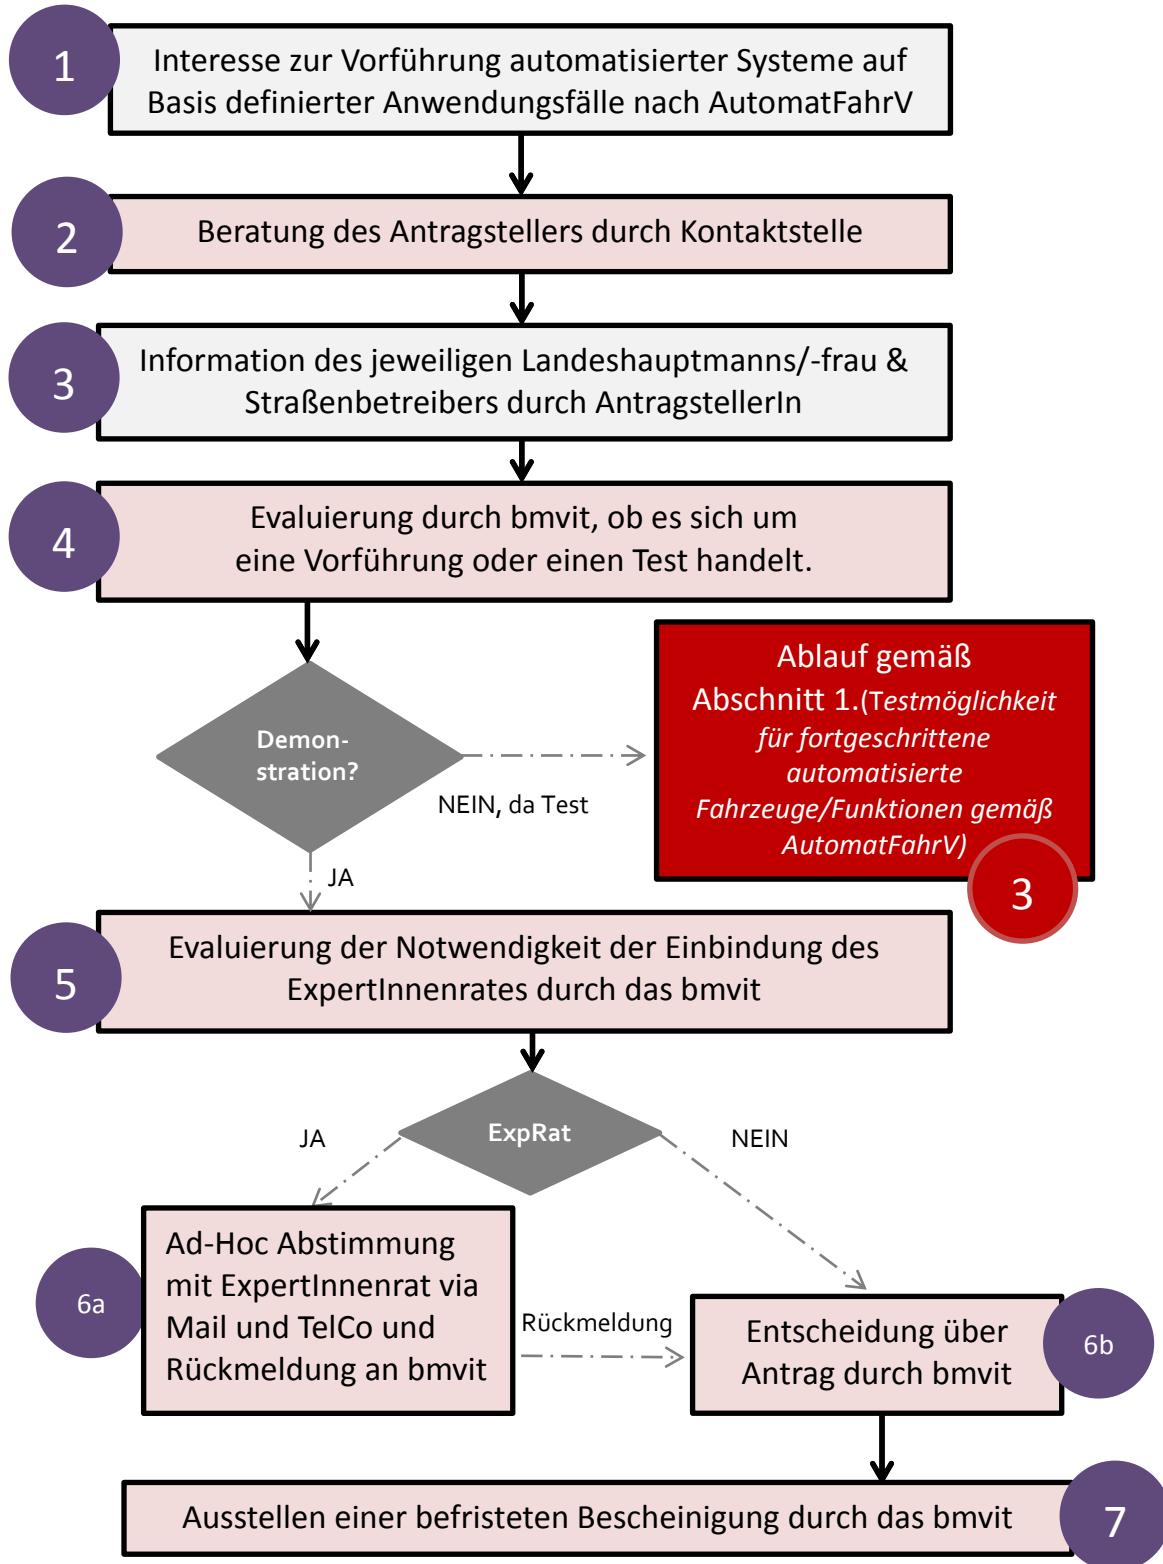 1
Interesse zur Vorführung automatisierter Systeme auf
Basis definierter Anwendungsfälle nach AutomatFahrV
2
Beratung des Antragstellers durch Kontaktstelle
3
Information des jeweiligen Landeshauptmanns/-frau &
Straßenbetreibers durch AntragstellerIn
4
Evaluierung durch bmvit, ob es sich um
eine Vorführung oder einen Test handelt.
Demon-
stration?
NEIN, da Test
Ablauf gemäß
Abschnitt 1.(Testmöglichkeit
für fortgeschrittene
automatisierte
Fahrzeuge/Funktionen gemäß
AutomatFahrV)
3
JA
5
Evaluierung der Notwendigkeit der Einbindung des
ExpertInnenrates durch das bmvit
ExpRat
JA
NEIN
6a
Ad-Hoc Abstimmung
mit ExpertInnenrat via
Mail und TelCo und
Rückmeldung an bmvit
Rückmeldung
Entscheidung über
Antrag durch bmvit
6b
Ausstellen einer befristeten Bescheinigung durch das bmvit
7